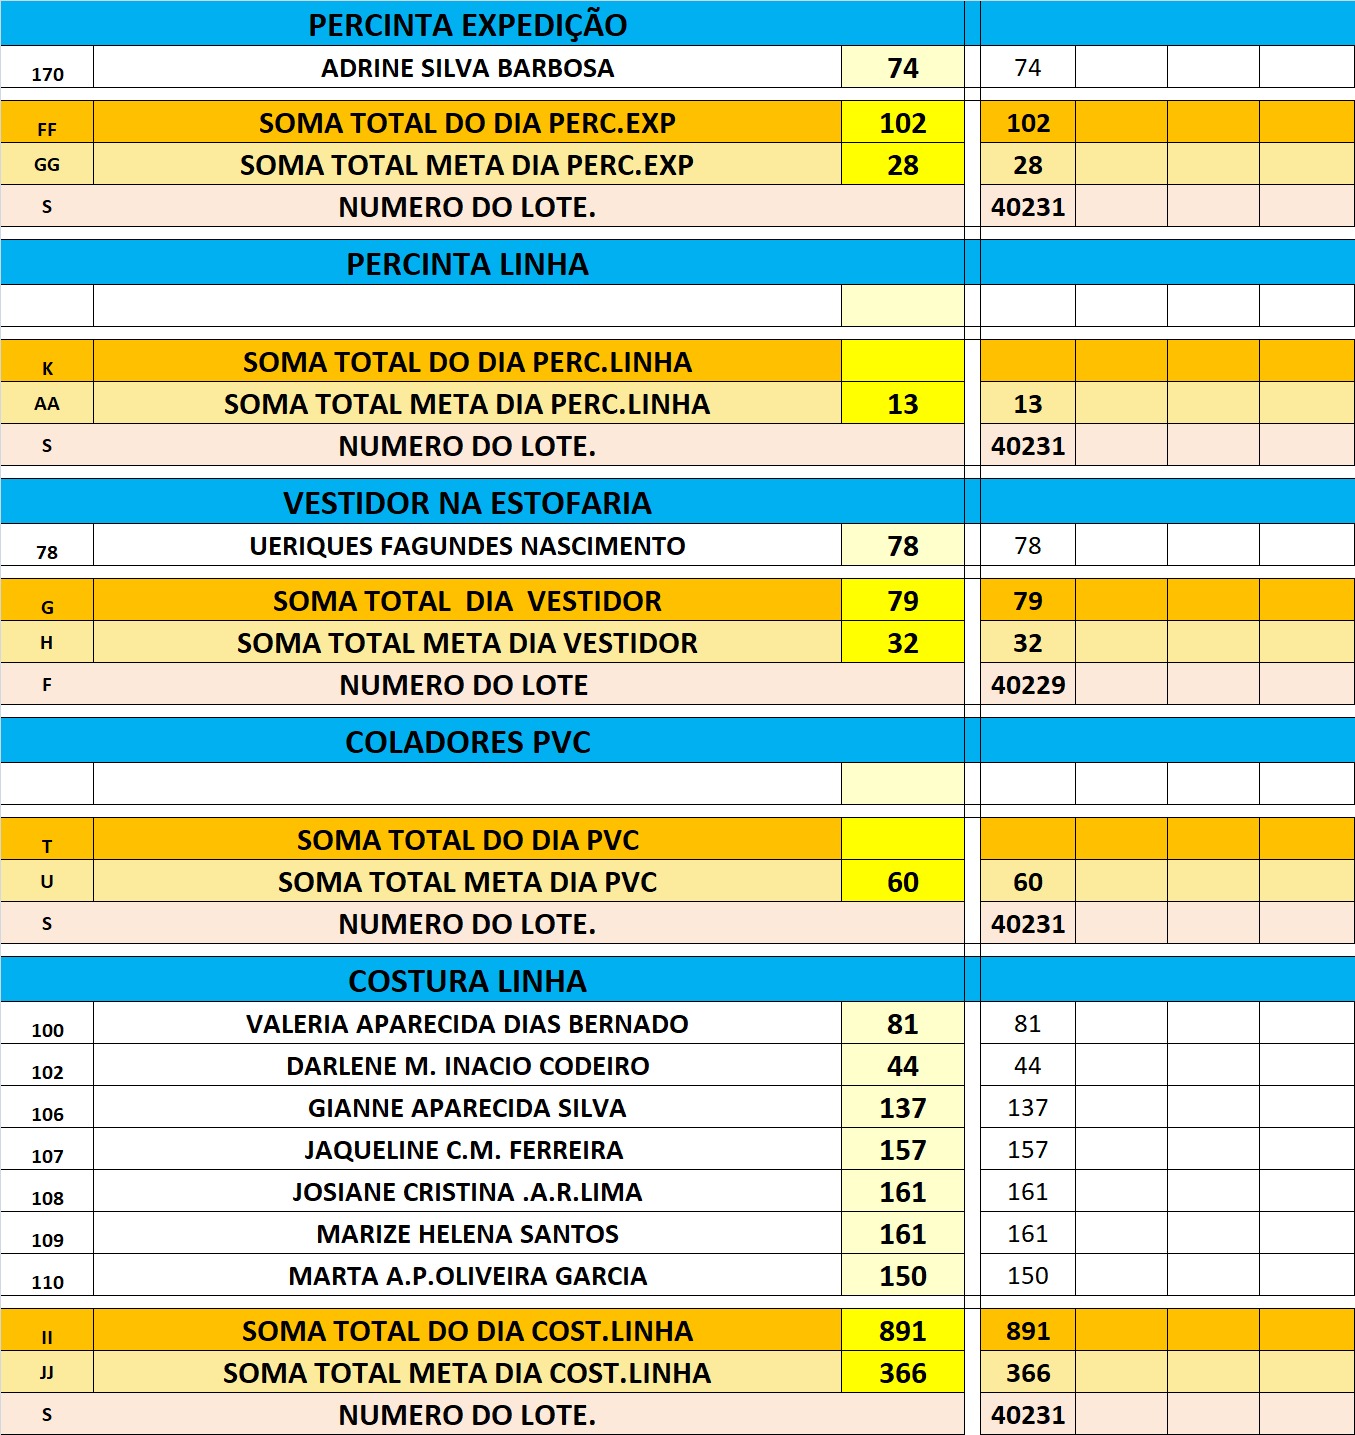 PERCINTA EXPEDIÇÃO
170 ADRINE SILVA BARBOSA 74 74
FF SOMA TOTAL DO DIA PERC.EXP 102 102
GG SOMA TOTAL META DIA PERC.EXP 28 28
S NUMERO DO LOTE. 40231
PERCINTA LINHA
K SOMA TOTAL DO DIA PERC.LINHA
AA SOMA TOTAL META DIA PERC.LINHA 13 13
S NUMERO DO LOTE. 40231
VESTIDOR NA ESTOFARIA
78 UERIQUES FAGUNDES NASCIMENTO 78 78
G SOMA TOTAL DIA VESTIDOR 79 79
H SOMA TOTAL META DIA VESTIDOR 32 32
F NUMERO DO LOTE 40229
COLADORES PVC
T SOMA TOTAL DO DIA PVC
U SOMA TOTAL META DIA PVC 60 60
S NUMERO DO LOTE. 40231
COSTURA LINHA
100 VALERIA APARECIDA DIAS BERNADO 81 81
102 DARLENE M. INACIO CODEIRO 44 44
106 GIANNE APARECIDA SILVA 137 137
107 JAQUELINE C.M. FERREIRA 157 157
108 JOSIANE CRISTINA .A.R.LIMA 161 161
109 MARIZE HELENA SANTOS 161 161
110 MARTA A.P.OLIVEIRA GARCIA 150 150
II SOMA TOTAL DO DIA COST.LINHA 891 891
JJ SOMA TOTAL META DIA COST.LINHA 366 366
S NUMERO DO LOTE. 40231